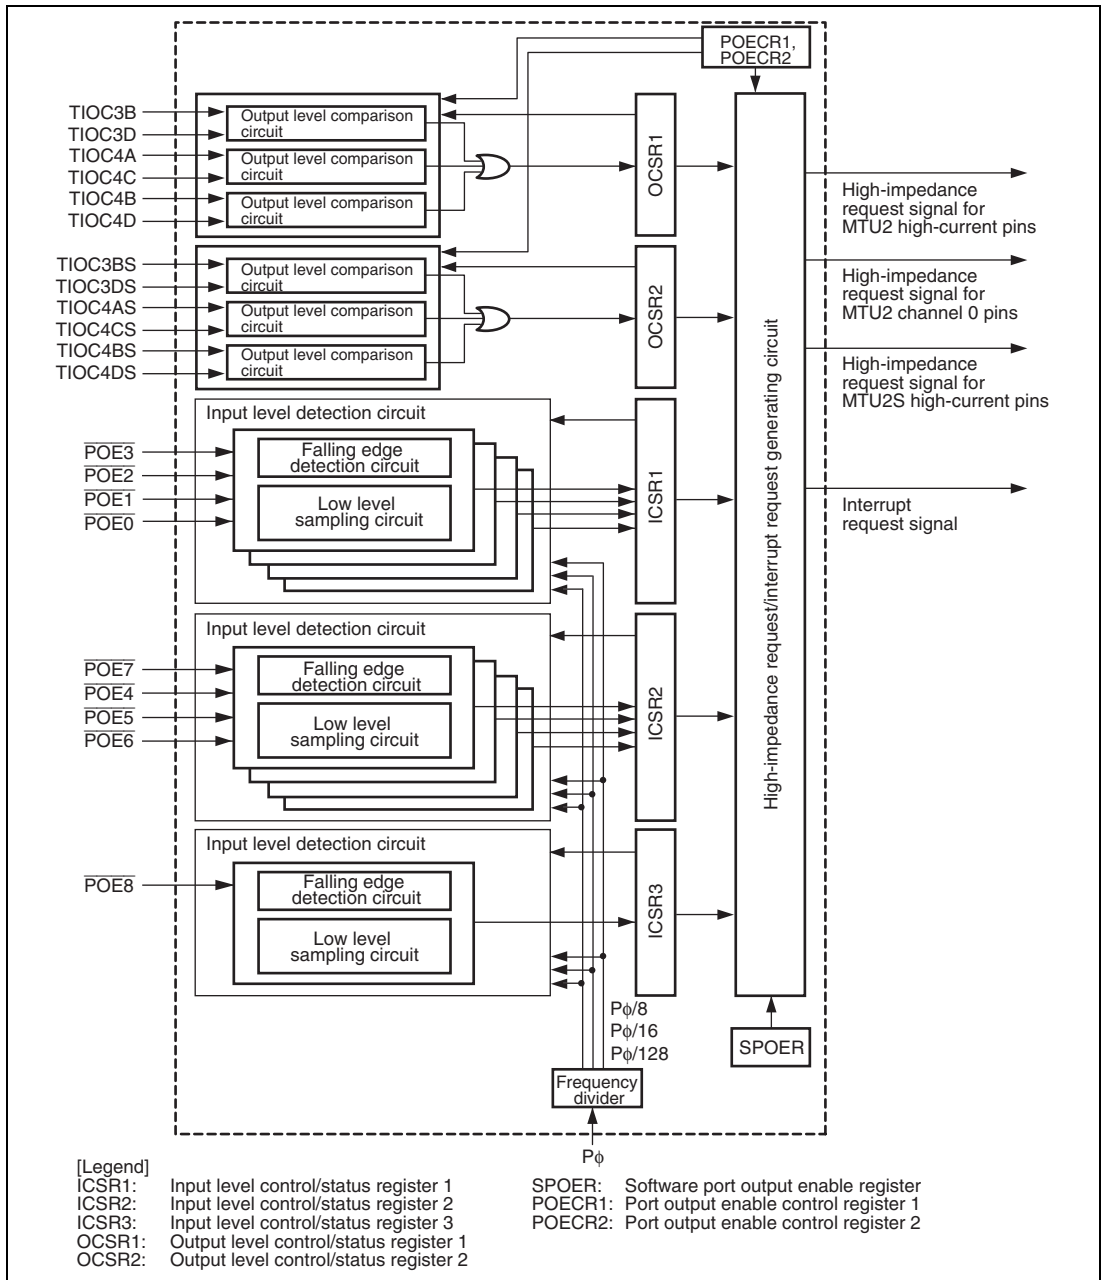 POECR1,
POECR2
TIOC3B
TIOC3D
TIOC4A
TIOC4C
TIOC4B
TIOC4D
Output level comparison
circuit
Output level comparison
circuit
Output level comparison
circuit
OCSR1
TIOC3BS
TIOC3DS
TIOC4AS
TIOC4CS
TIOC4BS
TIOC4DS
Output level comparison
circuit
Output level comparison
circuit
Output level comparison
circuit
OCSR2
Input level detection circuit
POE3
POE2
POE1
POE0
Falling edge
detection circuit
Low level
sampling circuit
ICSR1
Input level detection circuit
POE7
POE4
POE5
POE6
Falling edge
detection circuit
Low level
sampling circuit
ICSR2
Input level detection circuit
POE8
Falling edge
detection circuit
Low level
sampling circuit
ICSR3
High-impedance request/interrupt request generating circuit
High-impedance
request signal for
MTU2 high-current pins
High-impedance
request signal for
MTU2 channel 0 pins
High-impedance
request signal for
MTU2S high-current pins
Interrupt
request signal
Pφ/8
Pφ/16
Pφ/128
SPOER
Frequency
divider
Pφ
[Legend]
ICSR1: Input level control/status register 1
ICSR2: Input level control/status register 2
ICSR3: Input level control/status register 3
OCSR1: Output level control/status register 1
OCSR2: Output level control/status register 2
SPOER: Software port output enable register
POECR1: Port output enable control register 1
POECR2: Port output enable control register 2